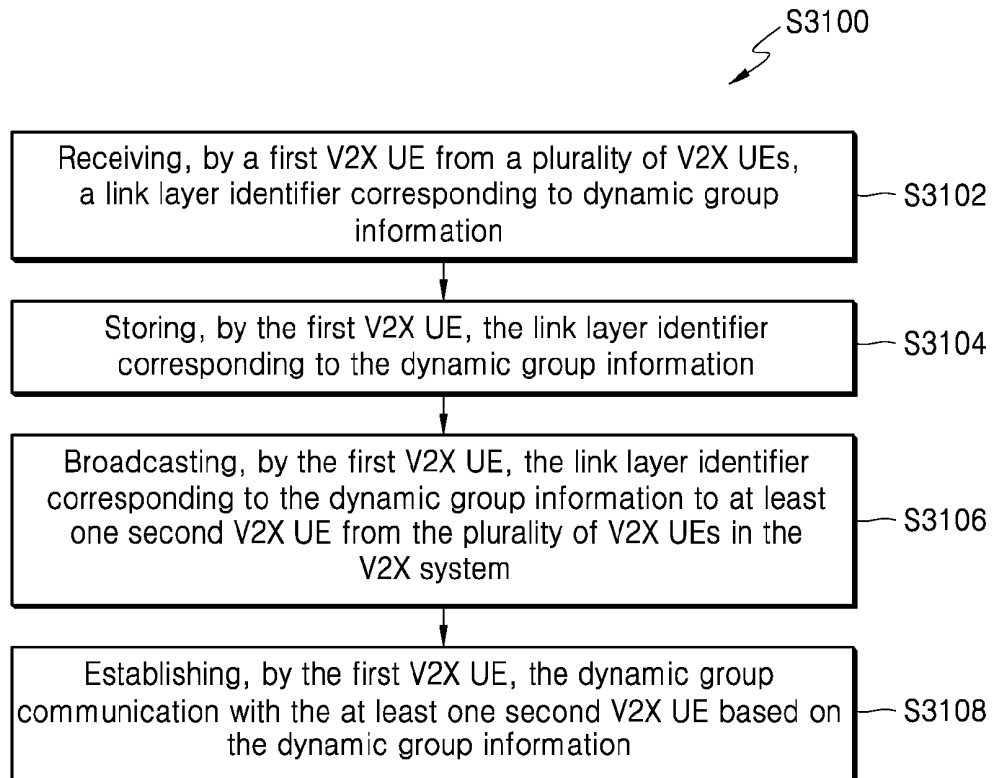 S3100
Receiving, by a first V2X UE from a plurality of V2X UEs,
a link layer identifier corresponding to dynamic group
information
S3102
Storing, by the first V2X UE, the link layer identifier
corresponding to the dynamic group information
S3104
Broadcasting, by the first V2X UE, the link layer identifier
corresponding to the dynamic group information to at least
one second V2X UE from the plurality of V2X UEs in the
V2X system
S3106
Establishing, by the first V2X UE, the dynamic group
communication with the at least one second V2X UE based on
the dynamic group information
S3108